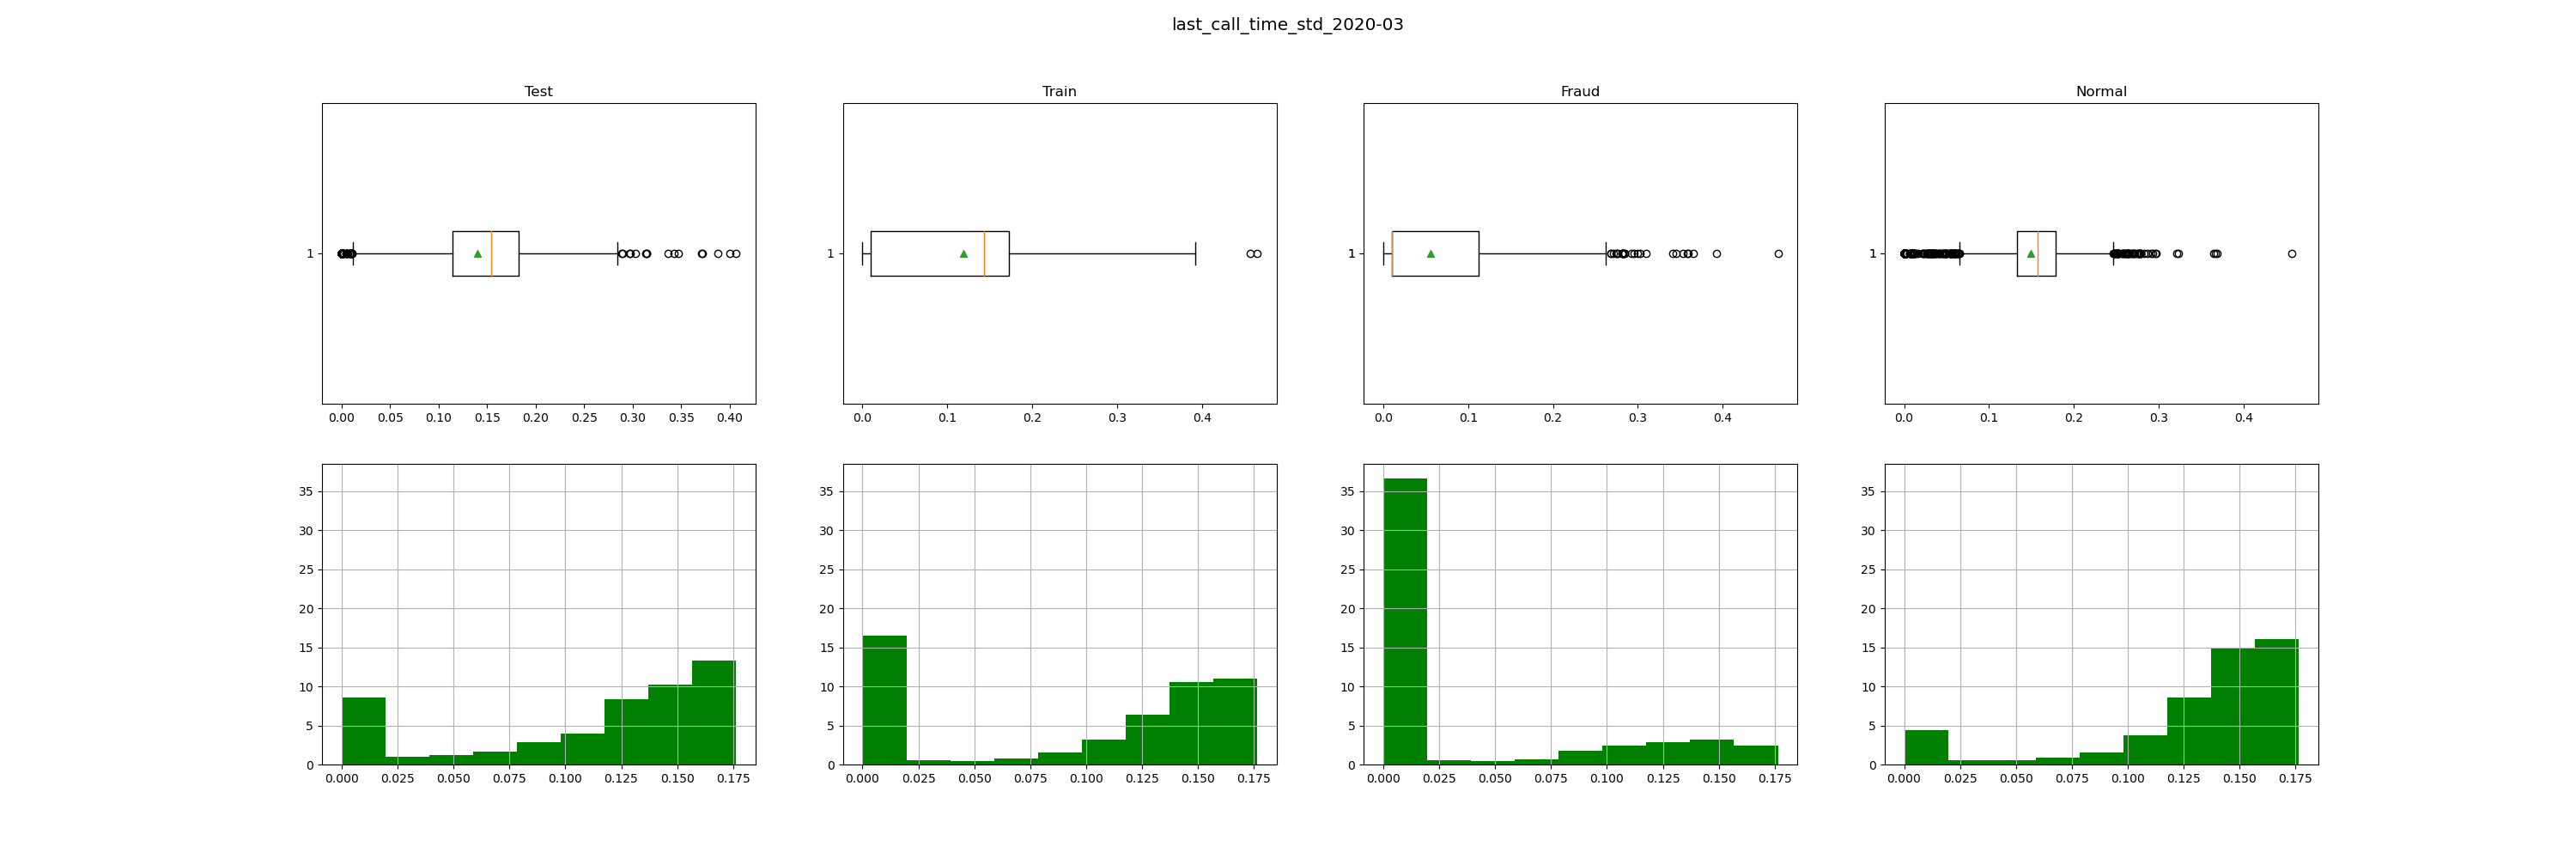 last_call_time_std_2020-03
Test Train Fraud Normal
1 1 1 1
0.00 0.05 0.10 0.15 0.20 0.25 0.30 0.35 0.40 0.0 0.1 0.2 0.3 0.4 0.0 0.1 0.2 0.3 0.4 0.0 0.1 0.2 0.3 0.4
35 35 35 35
30 30 30 30
25 25 25 25
20 20 20 20
15 15 15 15
10 10 10 10
5 5 5 5
0 0 0 0
0.000 0.025 0.050 0.075 0.100 0.125 0.150 0.175 0.000 0.025 0.050 0.075 0.100 0.125 0.150 0.175 0.000 0.025 0.050 0.075 0.100 0.125 0.150 0.175 0.000 0.025 0.050 0.075 0.100 0.125 0.150 0.175